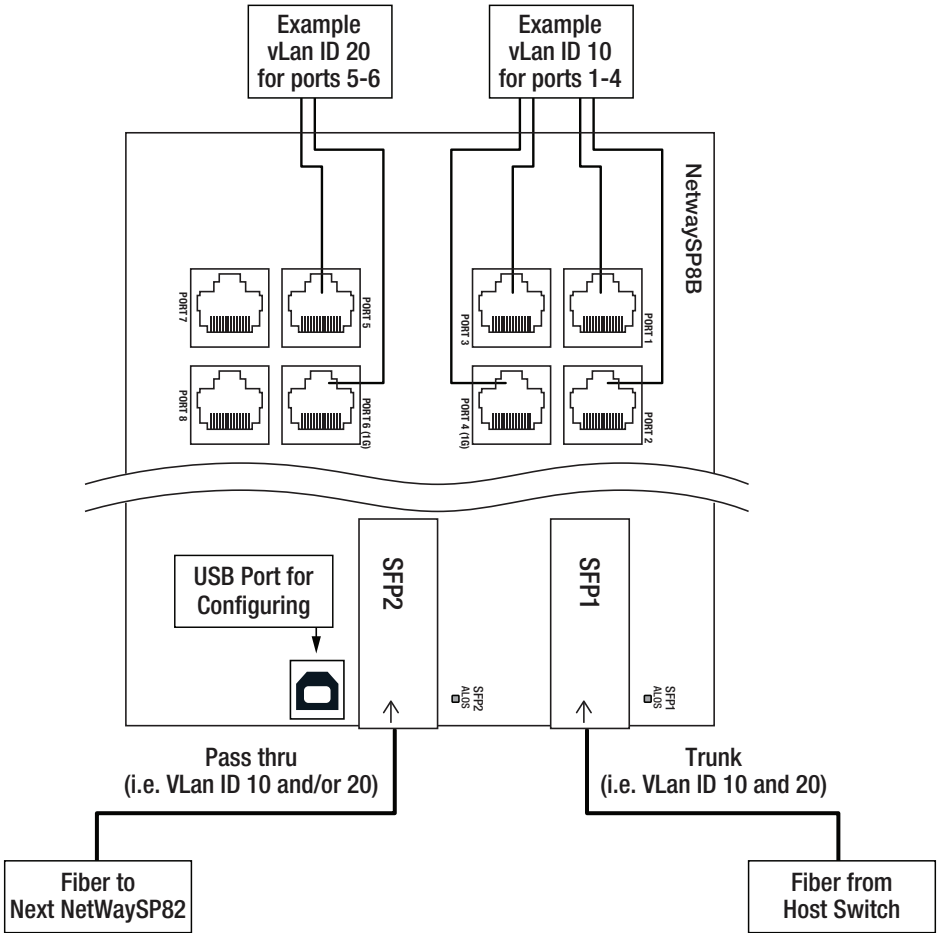 Example
vLan ID 20
for ports 5-6
Example
vLan ID 10
for ports 1-4
NetwaySP8B
PORT 7
PORT 5
PORT 3
PORT 1
PORT 8
PORT 6 (1G)
PORT 4 (1G)
PORT 2
USB Port for
Configuring
SFP2
SFP1
SFP2
ALOS
SFP1
ALOS
Pass thru
(i.e. VLan ID 10 and/or 20)
Trunk
(i.e. VLan ID 10 and 20)
Fiber to
Next NetWaySP82
Fiber from
Host Switch